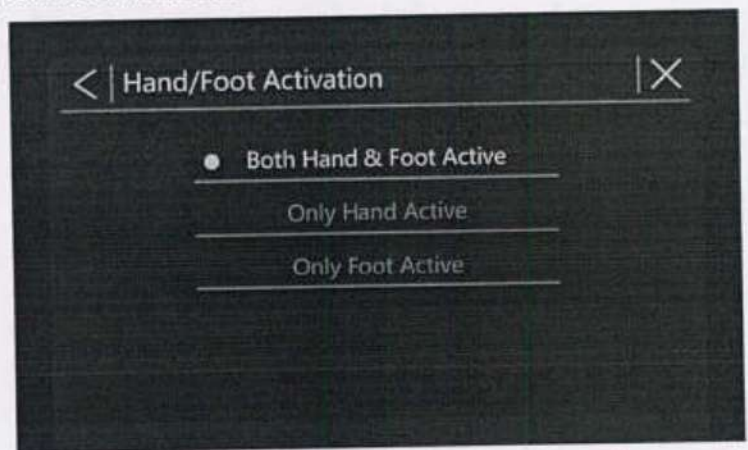 < | Hand/Foot Activation | X
Both Hand & Foot Active
Only Hand Active
Only Foot Active